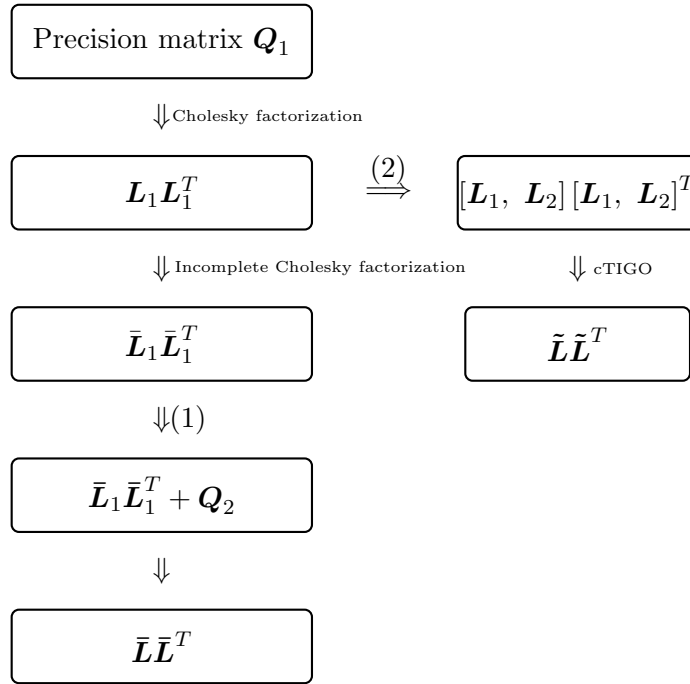 Precision matrix Q₁
⇓ Cholesky factorization
L₁L₁ᵀ
(2)
⟹
[L₁, L₂] [L₁, L₂]ᵀ
⇓ Incomplete Cholesky factorization
⇓ cTIGO
L̄₁L̄₁ᵀ
L̃L̃ᵀ
⇓(1)
L̄₁L̄₁ᵀ + Q₂
⇓
L̄L̄ᵀ